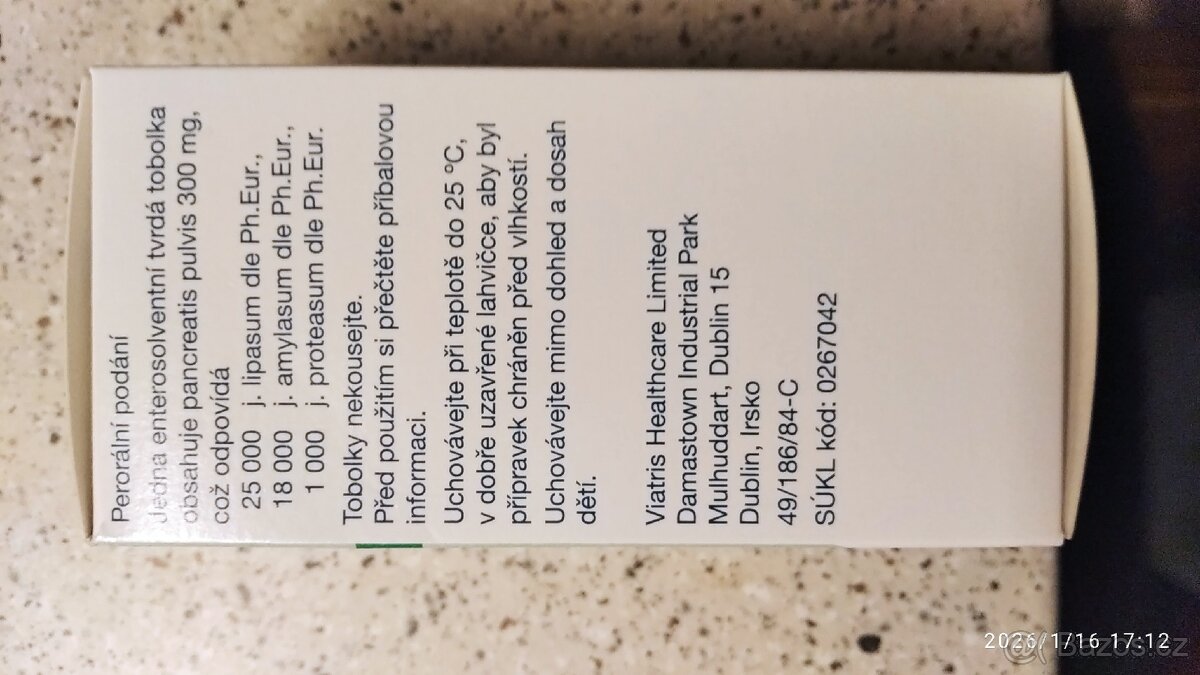 Perorální podání
Jedna enterosolventní tvrdá tobolka
obsahuje pancreatis pulvis 300 mg,
což odpovídá
25 000 j. lipasum dle Ph.Eur.,
18 000 j. amylasum dle Ph.Eur.,
1 000 j. proteasum dle Ph.Eur.
Tobolky nekousejte.
Před použitím si přečtěte příbalovou
informaci.
Uchovávejte při teplotě do 25 ºC,
v dobře uzavřené lahvičce, aby byl
přípravek chráněn před vlhkostí.
Uchovávejte mimo dohled a dosah
dětí.
Viatris Healthcare Limited
Damastown Industrial Park
Mulhuddart, Dublin 15
Dublin, Irsko
49/186/84-C
SÚKL kód: 0267042
2026/1/16 17:12
Bazos.cz